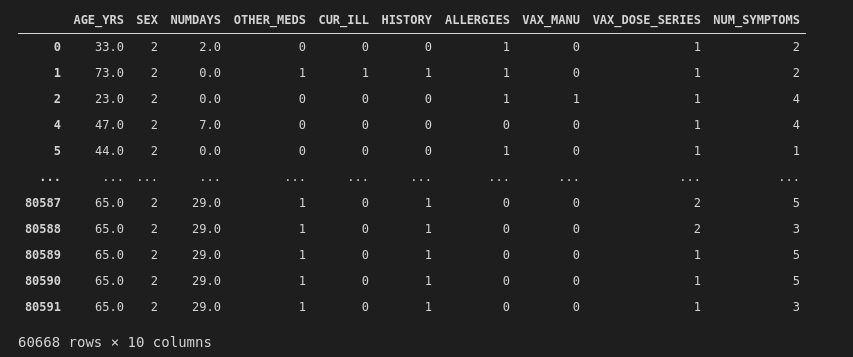 AGE_YRS SEX NUMDAYS OTHER_MEDS CUR_ILL HISTORY ALLERGIES VAX_MANU VAX_DOSE_SERIES NUM_SYMPTOMS
0 33.0 2 2.0 0 0 0 1 0 1 2
1 73.0 2 0.0 1 1 1 1 0 1 2
2 23.0 2 0.0 0 0 0 1 1 1 4
4 47.0 2 7.0 0 0 0 0 0 1 4
5 44.0 2 0.0 0 0 0 1 0 1 1
... ... ... ... ... ... ... ... ... ... ...
80587 65.0 2 29.0 1 0 1 0 0 2 5
80588 65.0 2 29.0 1 0 1 0 0 2 3
80589 65.0 2 29.0 1 0 1 0 0 1 5
80590 65.0 2 29.0 1 0 1 0 0 1 5
80591 65.0 2 29.0 1 0 1 0 0 1 3
60668 rows × 10 columns